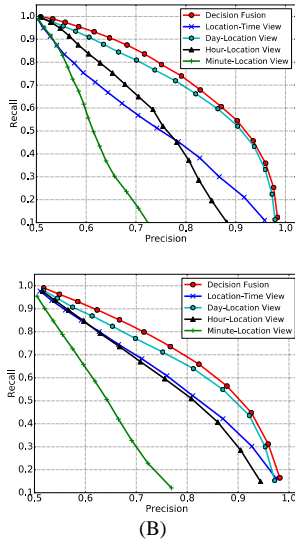 1.0
0.9
0.8
0.7
0.6
0.5
0.4
0.3
0.2
0.1
Recall
Decision Fusion
Location-Time View
Day-Location View
Hour-Location View
Minute-Location View
0.5 0.6 0.7 0.8 0.9 1.0
Precision
1.0
0.9
0.8
0.7
0.6
0.5
0.4
0.3
0.2
0.1
Recall
Decision Fusion
Location-Time View
Day-Location View
Hour-Location View
Minute-Location View
0.5 0.6 0.7 0.8 0.9 1.0
Precision
(B)